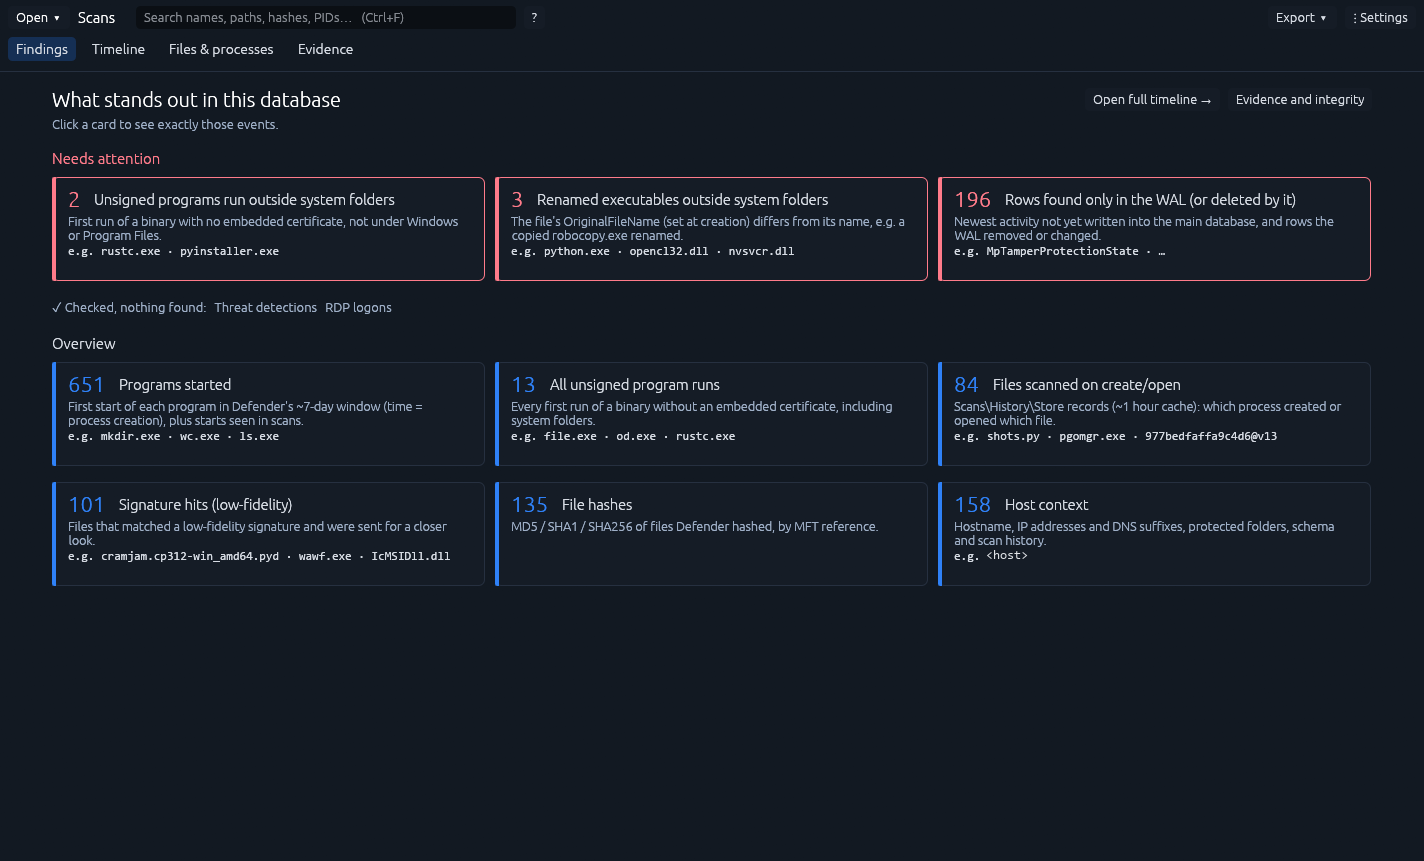 Open ▾ Scans Search names, paths, hashes, PIDs... (Ctrl+F) ? Export ▾ ⋮Settings
Findings Timeline Files & processes Evidence
What stands out in this database Open full timeline → Evidence and integrity
Click a card to see exactly those events.
Needs attention
2 Unsigned programs run outside system folders
First run of a binary with no embedded certificate, not under Windows
or Program Files.
e.g. rustc.exe · pyinstaller.exe
3 Renamed executables outside system folders
The file's OriginalFileName (set at creation) differs from its name, e.g. a
copied robocopy.exe renamed.
e.g. python.exe · opencl32.dll · nvsvcr.dll
196 Rows found only in the WAL (or deleted by it)
Newest activity not yet written into the main database, and rows the
WAL removed or changed.
e.g. MpTamperProtectionState · …
✓ Checked, nothing found: Threat detections RDP logons
Overview
651 Programs started
First start of each program in Defender's ~7-day window (time =
process creation), plus starts seen in scans.
e.g. mkdir.exe · wc.exe · ls.exe
13 All unsigned program runs
Every first run of a binary without an embedded certificate, including
system folders.
e.g. file.exe · od.exe · rustc.exe
84 Files scanned on create/open
Scans\History\Store records (~1 hour cache): which process created or
opened which file.
e.g. shots.py · pgomgr.exe · 977bedfaffa9c4d6@v13
101 Signature hits (low-fidelity)
Files that matched a low-fidelity signature and were sent for a closer
look.
e.g. cramjam.cp312-win_amd64.pyd · wawf.exe · IcMSIDll.dll
135 File hashes
MD5 / SHA1 / SHA256 of files Defender hashed, by MFT reference.
158 Host context
Hostname, IP addresses and DNS suffixes, protected folders, schema
and scan history.
e.g. <host>